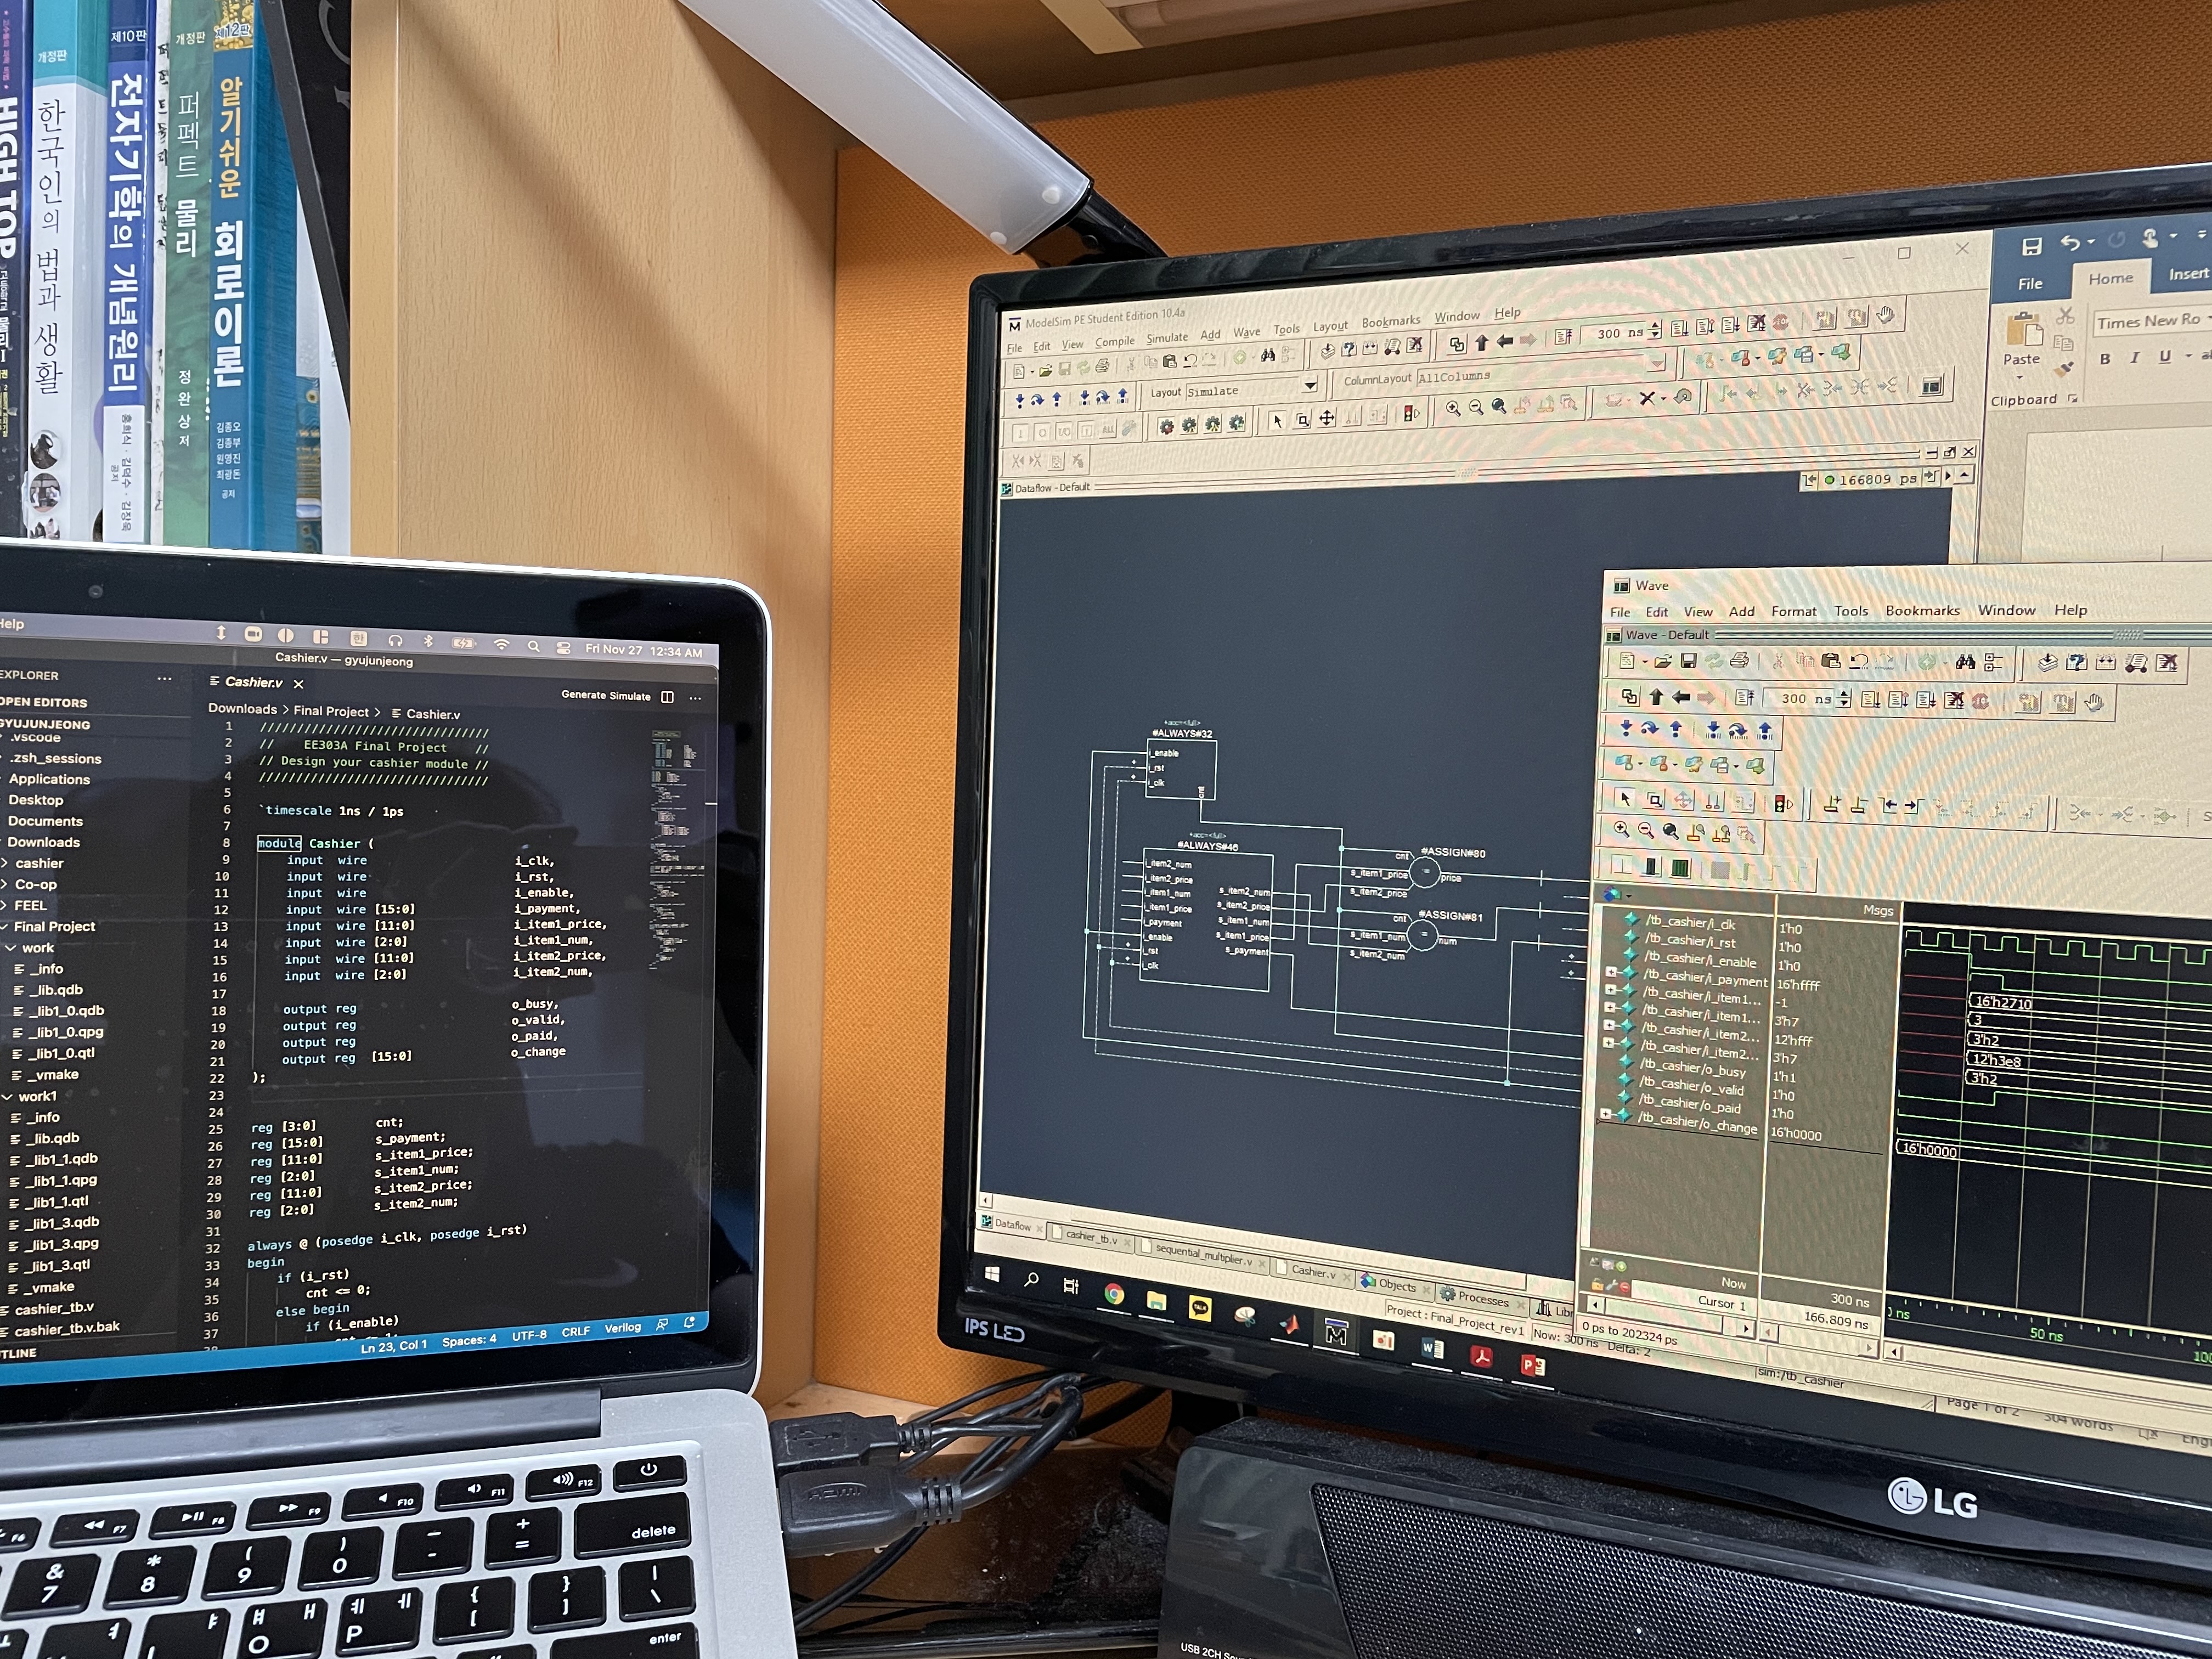 HIGH TOP
개정판
한국인의 법과 생활
제10판
전자기학의 개념원리
홍희식 · 김덕수 · 김장욱 공저
개정판
퍼펙트 물리
정완상 저
제12판
알기쉬운 회로이론
김종오
김종부
원영진
최광돈
공저
Help
Fri Nov 27 12:34 AM
Cashier.v — gyujunjeong
EXPLORER
OPEN EDITORS
GYUJUNJEONG
.vscode
.zsh_sessions
Applications
Desktop
Documents
Downloads
cashier
Co-op
FEEL
Final Project
work
_info
_lib.qdb
_lib1_0.qdb
_lib1_0.qpg
_lib1_0.qtl
_vmake
work1
_info
_lib.qdb
_lib1_1.qdb
_lib1_1.qpg
_lib1_1.qtl
_lib1_3.qdb
_lib1_3.qpg
_lib1_3.qtl
_vmake
cashier_tb.v
cashier_tb.v.bak
Cashier.v
Generate Simulate
Downloads > Final Project > Cashier.v
1 ///////////////////////////////
2 // EE303A Final Project //
3 // Design your cashier module //
4 ///////////////////////////////
5
6 `timescale 1ns / 1ps
7
8 module Cashier (
9 input wire i_clk,
10 input wire i_rst,
11 input wire i_enable,
12 input wire [15:0] i_payment,
13 input wire [11:0] i_item1_price,
14 input wire [2:0] i_item1_num,
15 input wire [11:0] i_item2_price,
16 input wire [2:0] i_item2_num,
17
18 output reg o_busy,
19 output reg o_valid,
20 output reg o_paid,
21 output reg [15:0] o_change
22 );
23
24
25 reg [3:0] cnt;
26 reg [15:0] s_payment;
27 reg [11:0] s_item1_price;
28 reg [2:0] s_item1_num;
29 reg [11:0] s_item2_price;
30 reg [2:0] s_item2_num;
31
32 always @ (posedge i_clk, posedge i_rst)
33 begin
34 if (i_rst)
35 cnt <= 0;
36 else begin
37 if (i_enable)
Ln 23, Col 1 Spaces: 4 UTF-8 CRLF Verilog
F6 F7 F8 F9 F10 F11 F12
& 7 * 8 ( 9 ) 0 _ - + = delete
ㅐ ㅒ O ㅔ ㅖ P { [ } ] | \
enter
ModelSim PE Student Edition 10.4a
File Edit View Compile Simulate Add Wave Tools Layout Bookmarks Window Help
300 ns
Layout Simulate
ColumnLayout AllColumns
Dataflow - Default
166809 ps
#ALWAYS#32
i_enable
i_rst
i_clk
cnt
#ALWAYS#46
i_item2_num
i_item2_price
i_item1_num
i_item1_price
i_payment
i_enable
i_rst
i_clk
s_item2_num
s_item2_price
s_item1_num
s_item1_price
s_payment
#ASSIGN#80
cnt
s_item1_price
s_item2_price
price
#ASSIGN#81
cnt
s_item1_num
s_item2_num
num
Dataflow
cashier_tb.v
sequential_multiplier.v
Cashier.v
Objects
Processes
Project : Final_Project_rev1 Now: 300 ns Delta: 2
sim:/tb_cashier
File Home Insert
Paste
Times New Ro
B I U
Clipboard
Wave
File Edit View Add Format Tools Bookmarks Window Help
Wave - Default
300 ns
Msgs
/tb_cashier/i_clk 1'h0
/tb_cashier/i_rst 1'h0
/tb_cashier/i_enable 1'h0
/tb_cashier/i_payment 16'hffff
/tb_cashier/i_item1... -1
/tb_cashier/i_item1... 3'h7
/tb_cashier/i_item2... 12'hfff
/tb_cashier/i_item2... 3'h7
/tb_cashier/o_busy 1'h1
/tb_cashier/o_valid 1'h0
/tb_cashier/o_paid 1'h0
/tb_cashier/o_change 16'h0000
16'h2710
3
3'h2
12'h3e8
3'h2
16'h0000
Now 300 ns
Cursor 1 166.809 ns
50 ns
0 ps to 202324 ps
Page 1 of 2 504 words
IPS LED
LG
HDMI
USB 2CH